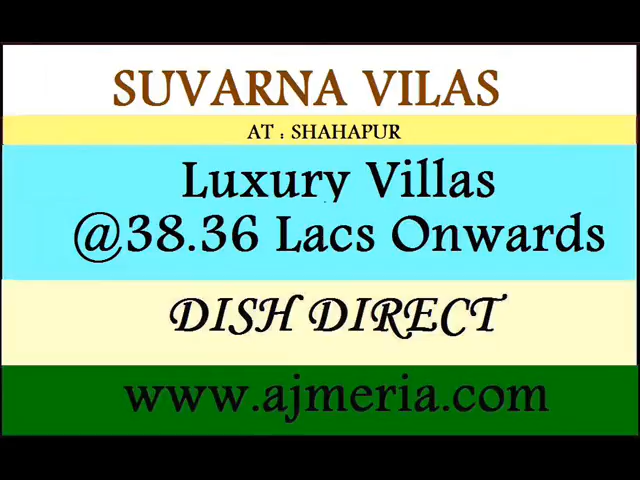 SUVARNA VILAS
AT : SHAHAPUR
Luxury Villas
@38.36 Lacs Onwards
DISH DIRECT
www.ajmeria.com